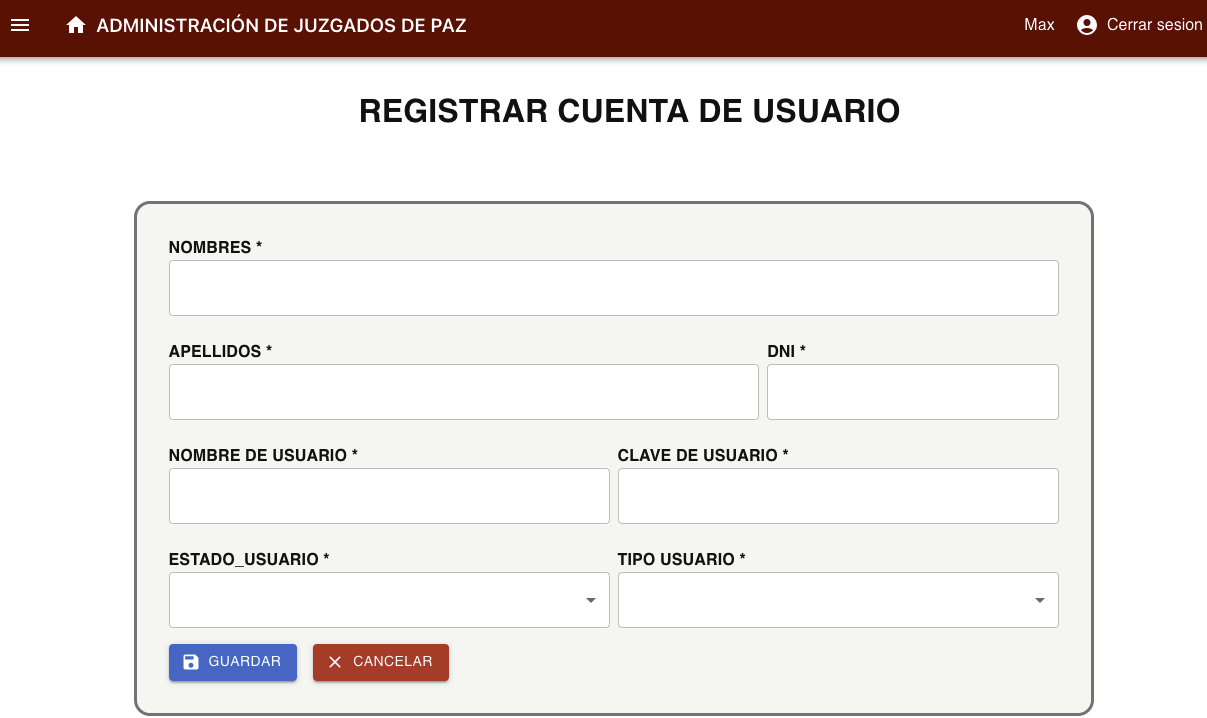 ADMINISTRACIÓN DE JUZGADOS DE PAZ
Max
Cerrar sesion
REGISTRAR CUENTA DE USUARIO
NOMBRES *
APELLIDOS *
DNI *
NOMBRE DE USUARIO *
CLAVE DE USUARIO *
ESTADO_USUARIO *
TIPO USUARIO *
GUARDAR
CANCELAR